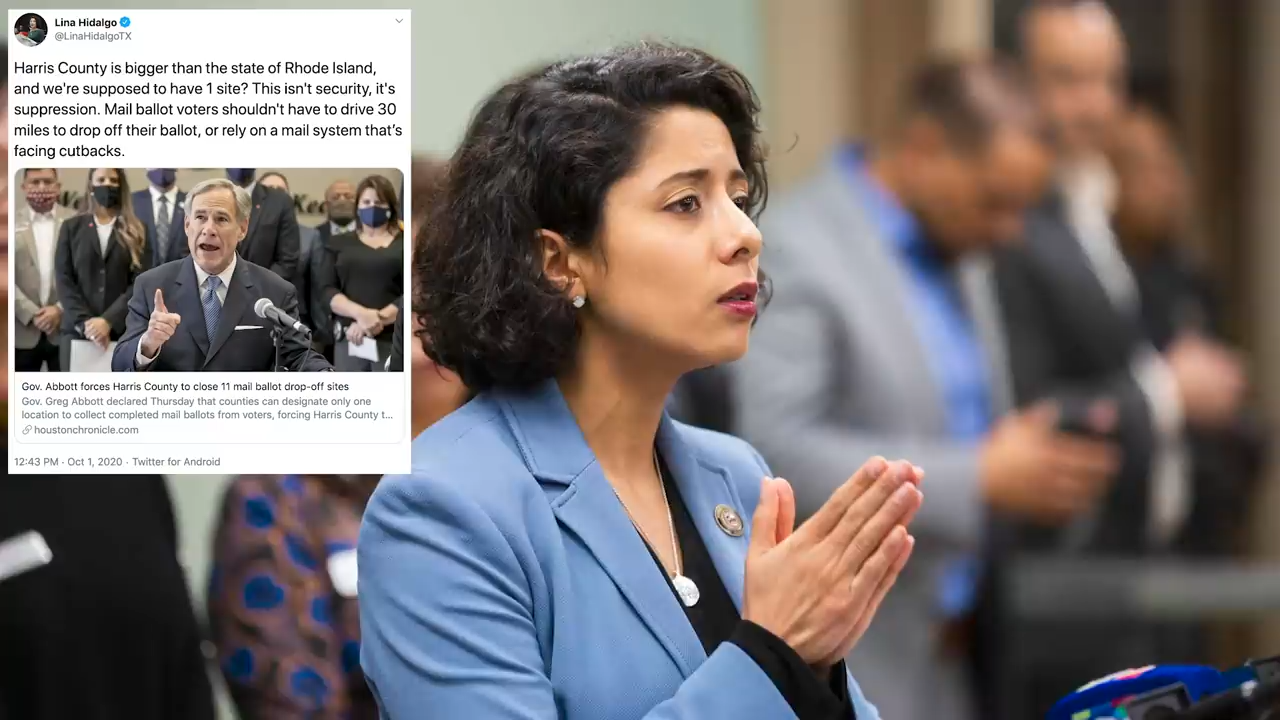 Lina Hidalgo
@LinaHidalgoTX
Harris County is bigger than the state of Rhode Island,
and we're supposed to have 1 site? This isn't security, it's
suppression. Mail ballot voters shouldn't have to drive 30
miles to drop off their ballot, or rely on a mail system that's
facing cutbacks.
Gov. Abbott forces Harris County to close 11 mail ballot drop-off sites
Gov. Greg Abbott declared Thursday that counties can designate only one
location to collect completed mail ballots from voters, forcing Harris County t...
houstonchronicle.com
12:43 PM · Oct 1, 2020 · Twitter for Android